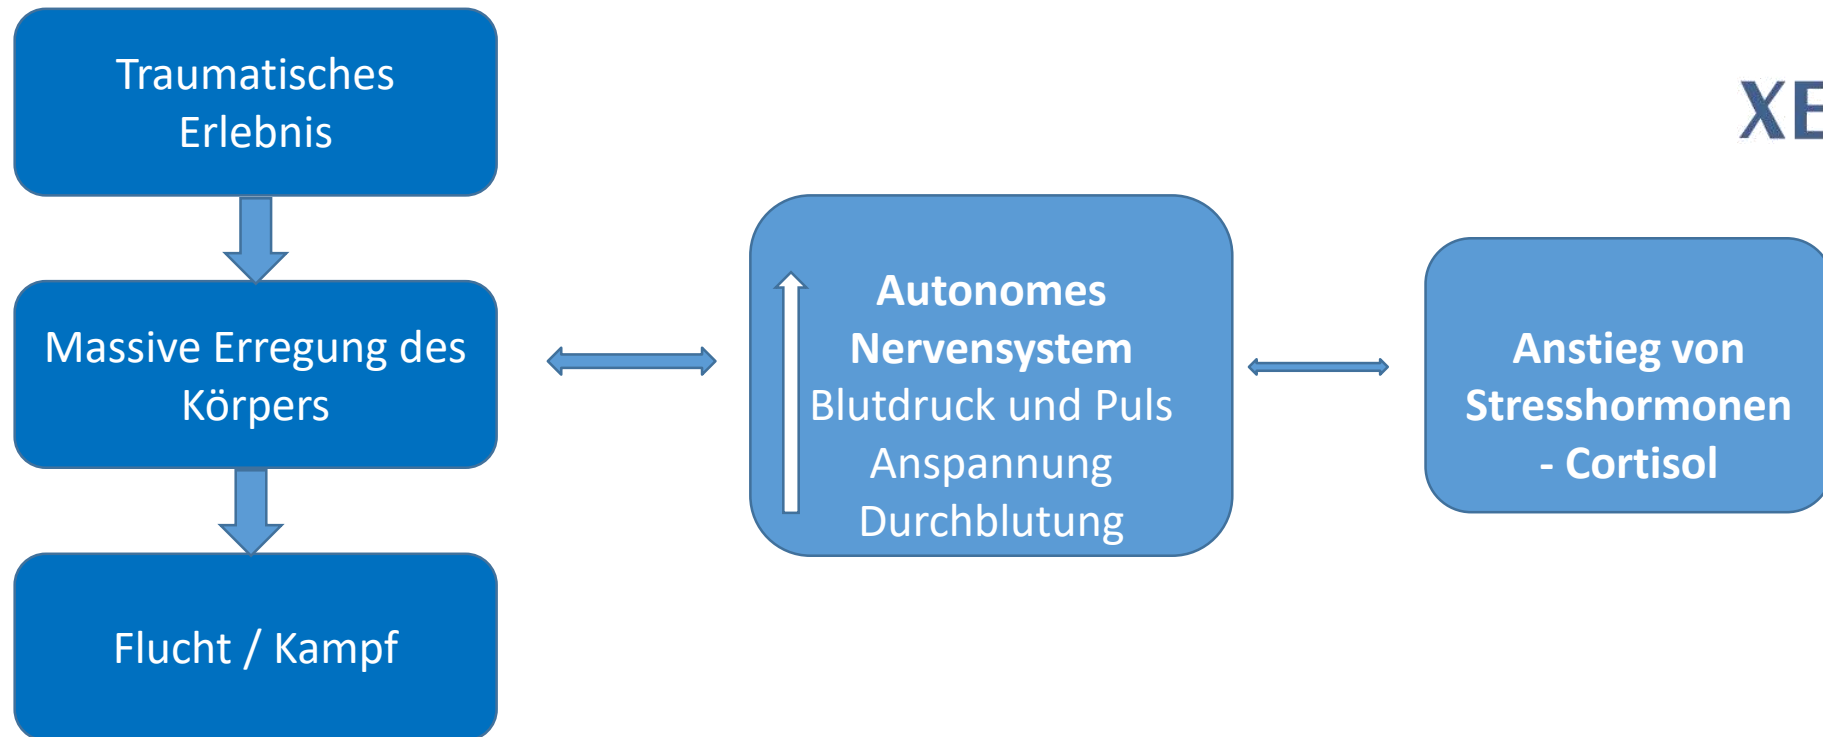 Traumatisches
Erlebnis
XE
Massive Erregung des
Körpers
Autonomes
Nervensystem
Blutdruck und Puls
Anspannung
Durchblutung
Anstieg von
Stresshormonen
- Cortisol
Flucht / Kampf